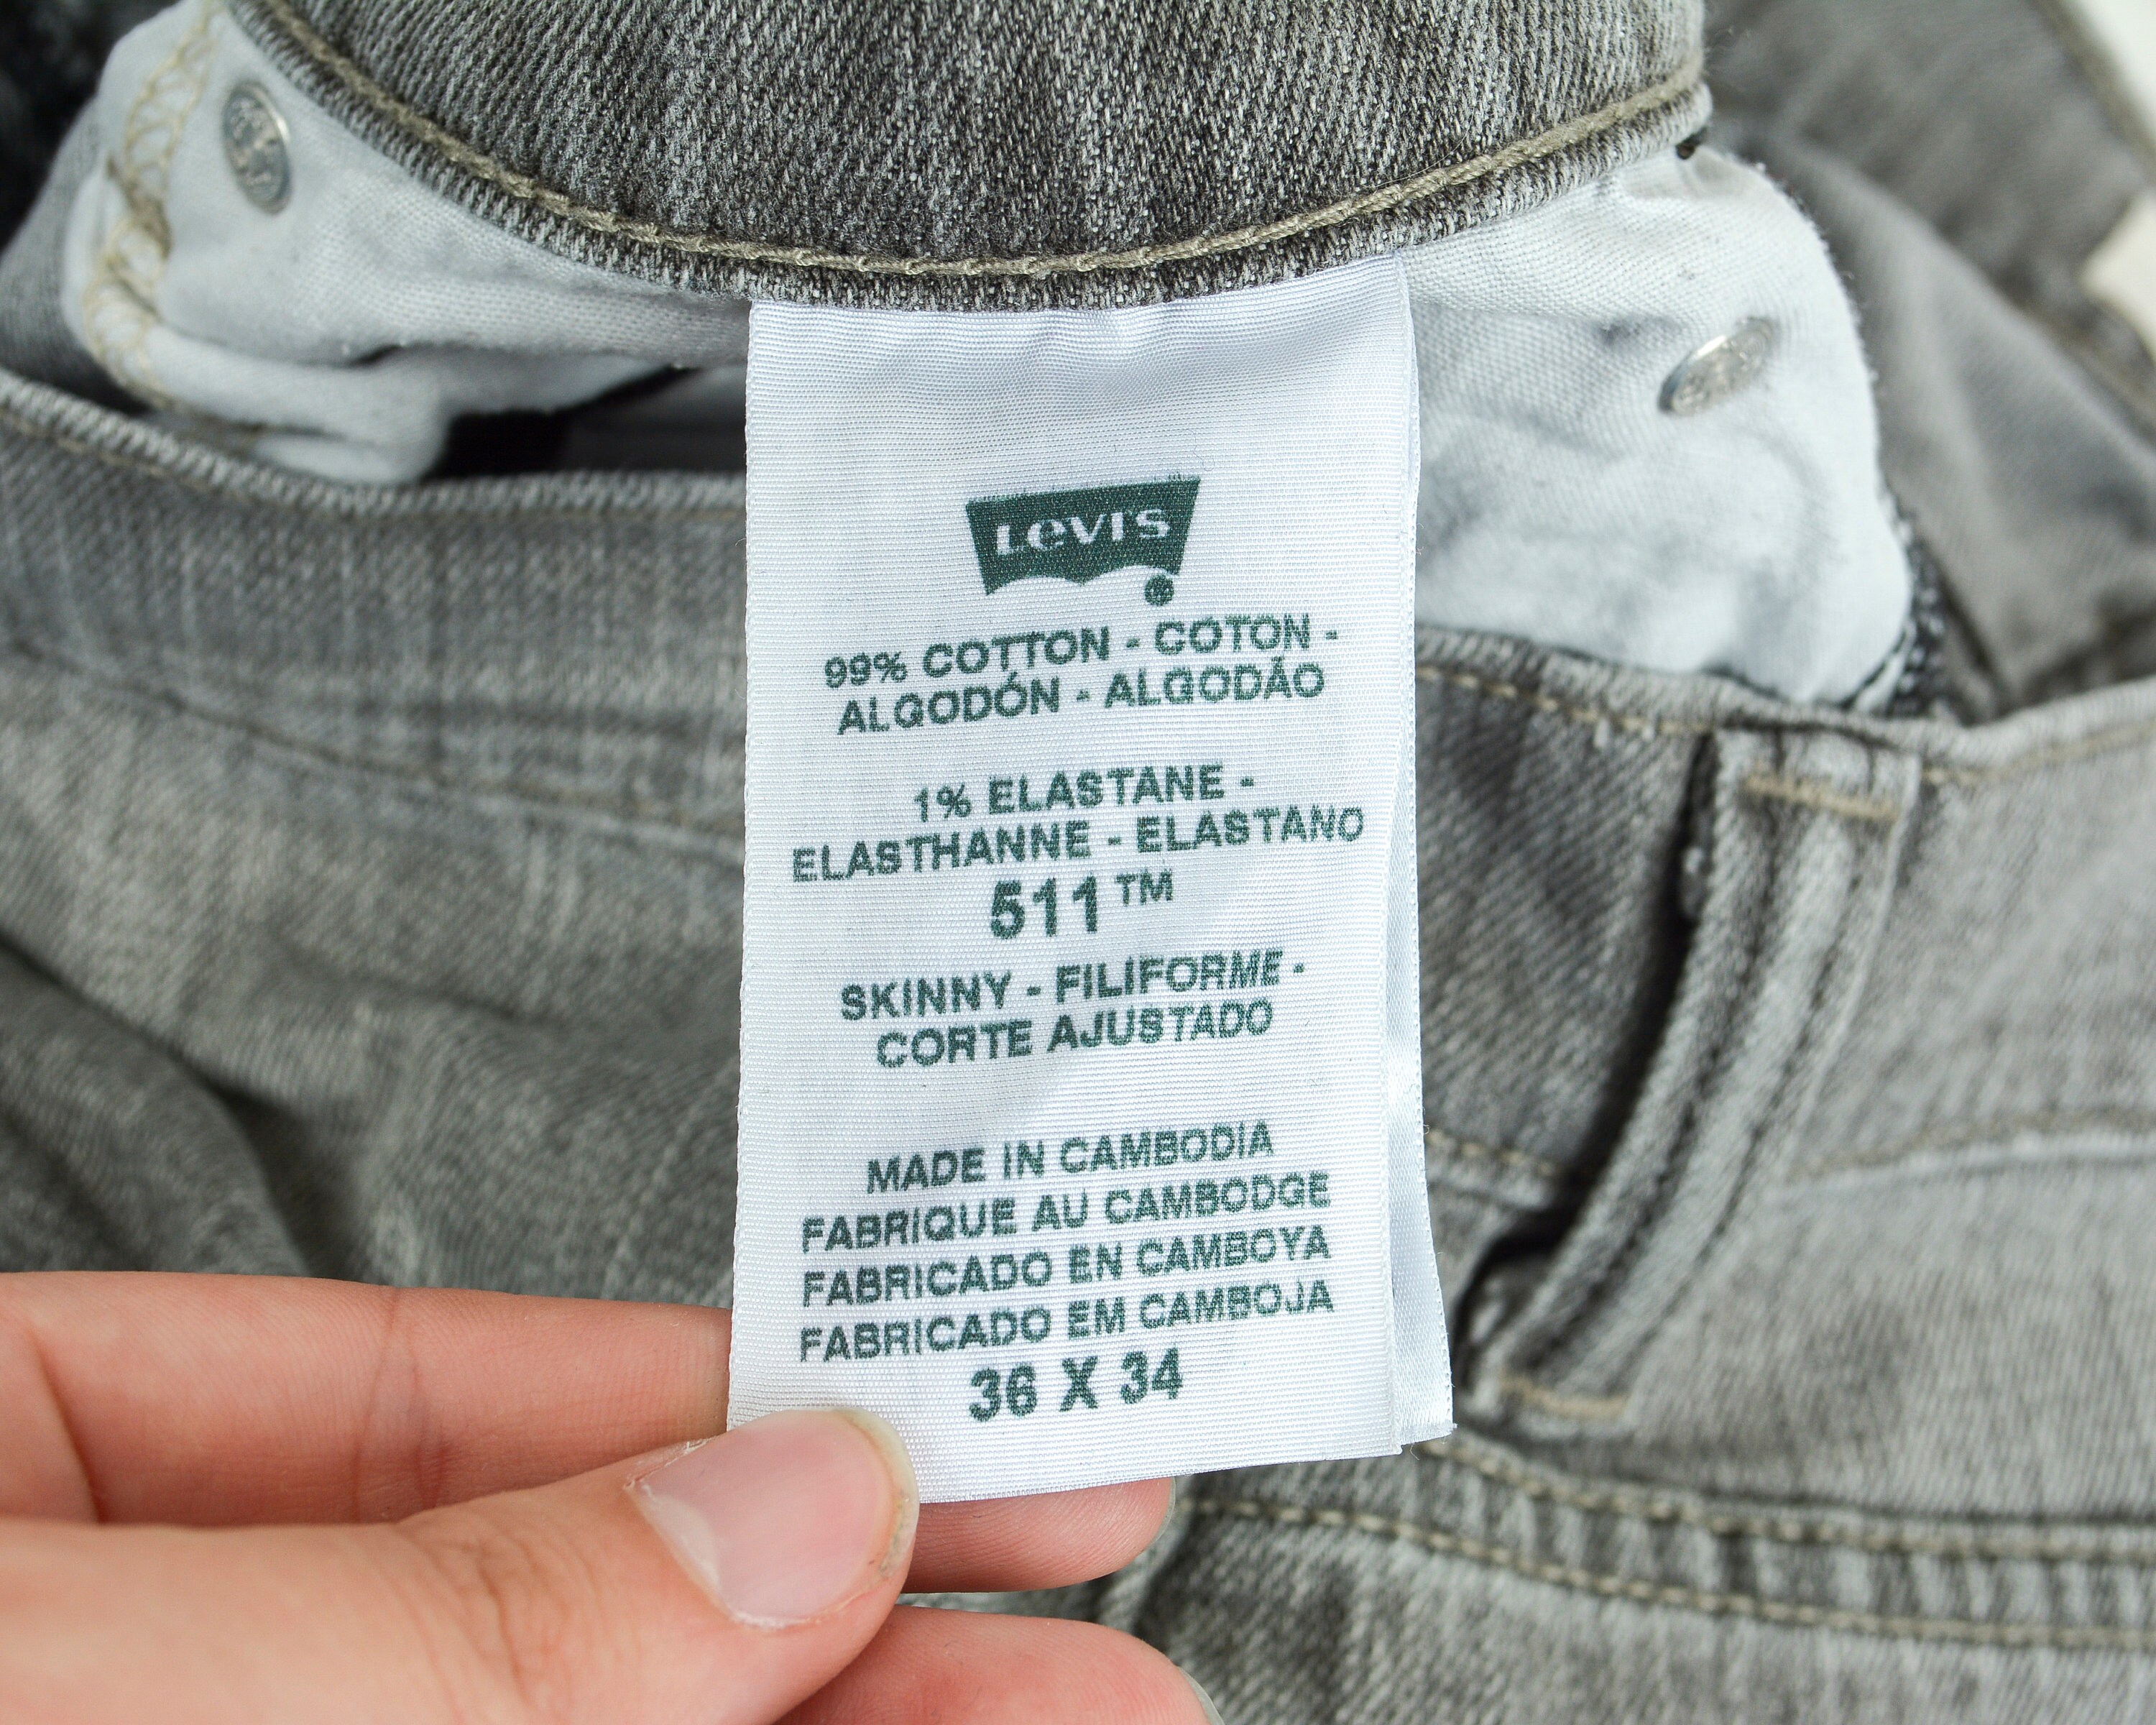 Levi's
99% COTTON - COTON -
ALGODÓN - ALGODÃO
1% ELASTANE -
ELASTHANNE - ELASTANO
511™
SKINNY - FILIFORME -
CORTE AJUSTADO
MADE IN CAMBODIA
FABRIQUE AU CAMBODGE
FABRICADO EN CAMBOYA
FABRICADO EM CAMBOJA
36 X 34